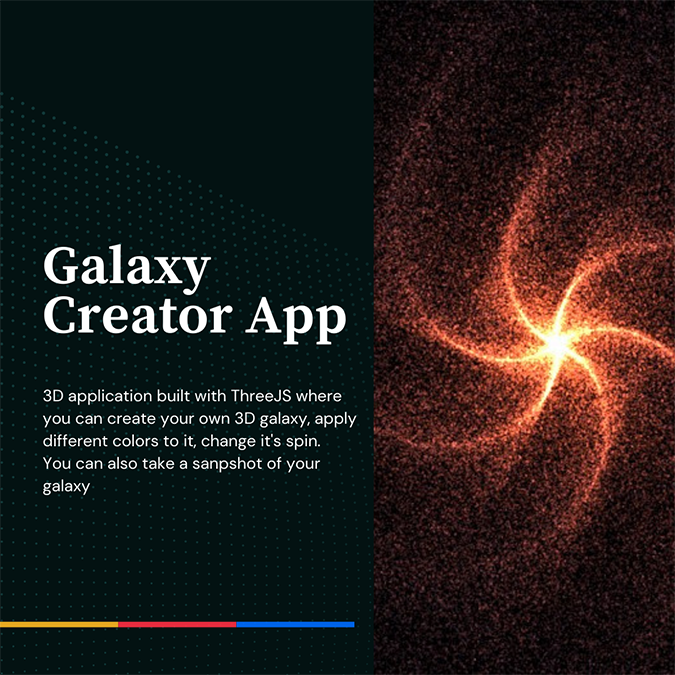 Galaxy
Creator App
3D application built with ThreeJS where
you can create your own 3D galaxy, apply
different colors to it, change it's spin.
You can also take a sanpshot of your
galaxy